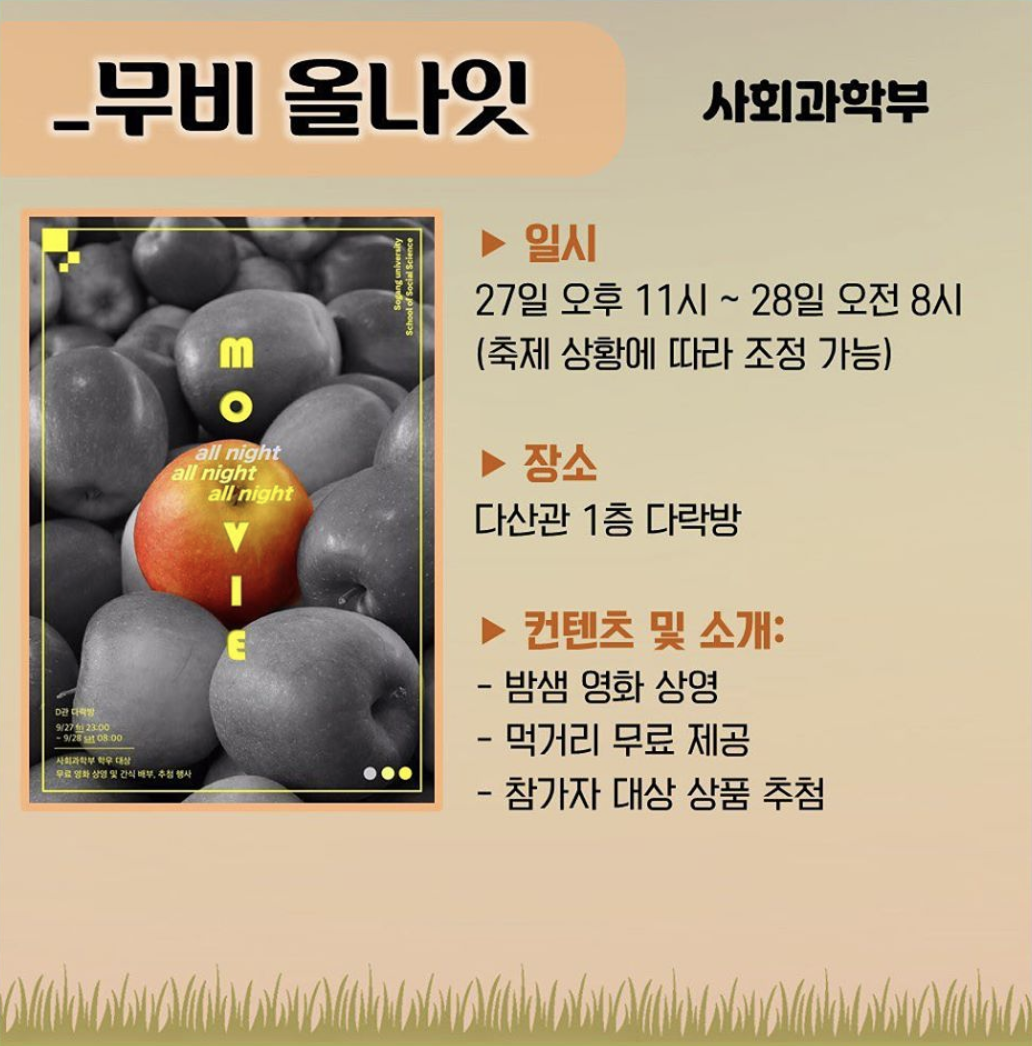 _무비 올나잇
사회과학부
Sogang university
School of Social Science
m
o
all night
all night
all night
v
I
E
D관 다락방
9/27 fri 23:00
~ 9/28 sat 08:00
사회과학부 학우 대상
무료 영화 상영 및 간식 배부, 추첨 행사
▶ 일시
27일 오후 11시 ~ 28일 오전 8시
(축제 상황에 따라 조정 가능)
▶ 장소
다산관 1층 다락방
▶ 컨텐츠 및 소개:
- 밤샘 영화 상영
- 먹거리 무료 제공
- 참가자 대상 상품 추첨